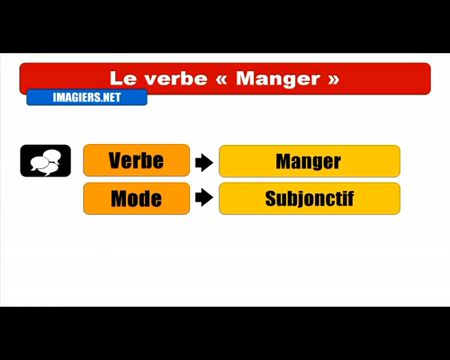 Le verbe « Manger »
IMAGIERS.NET
Verbe Manger
Mode Subjonctif